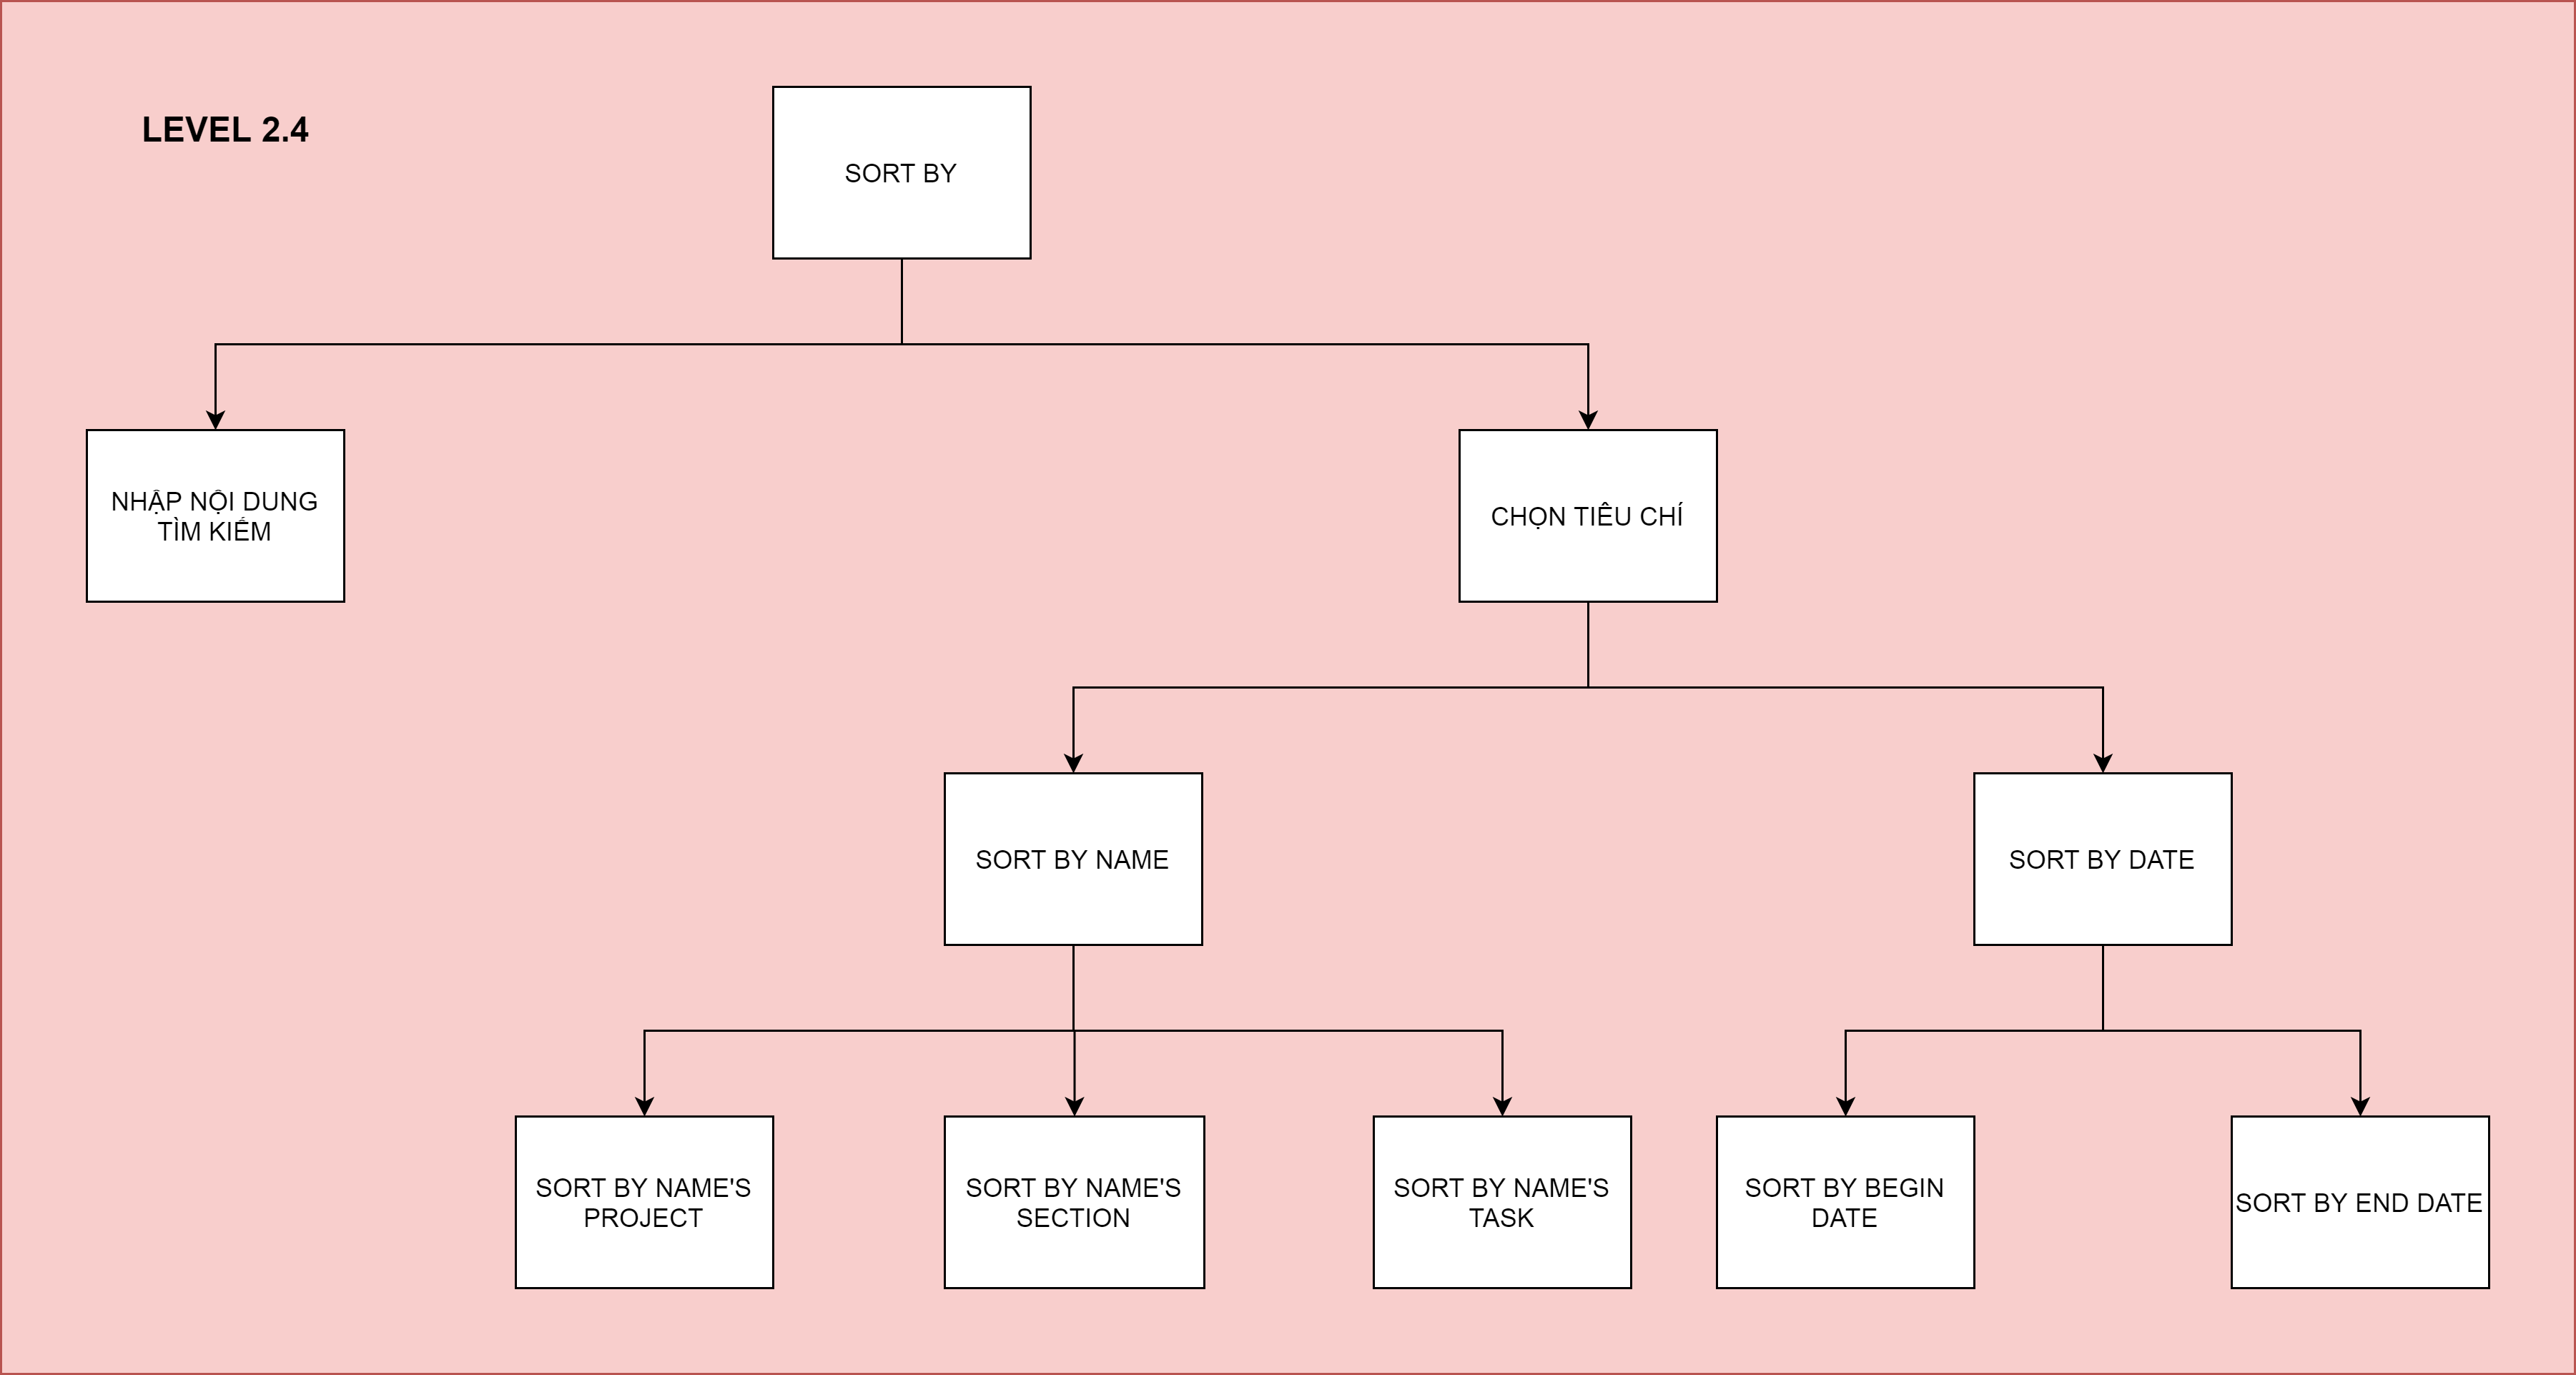 LEVEL 2.4
SORT BY
NHẬP NỘI DUNG
TÌM KIẾM
CHỌN TIÊU CHÍ
SORT BY NAME
SORT BY DATE
SORT BY NAME'S
PROJECT
SORT BY NAME'S
SECTION
SORT BY NAME'S
TASK
SORT BY BEGIN
DATE
SORT BY END DATE